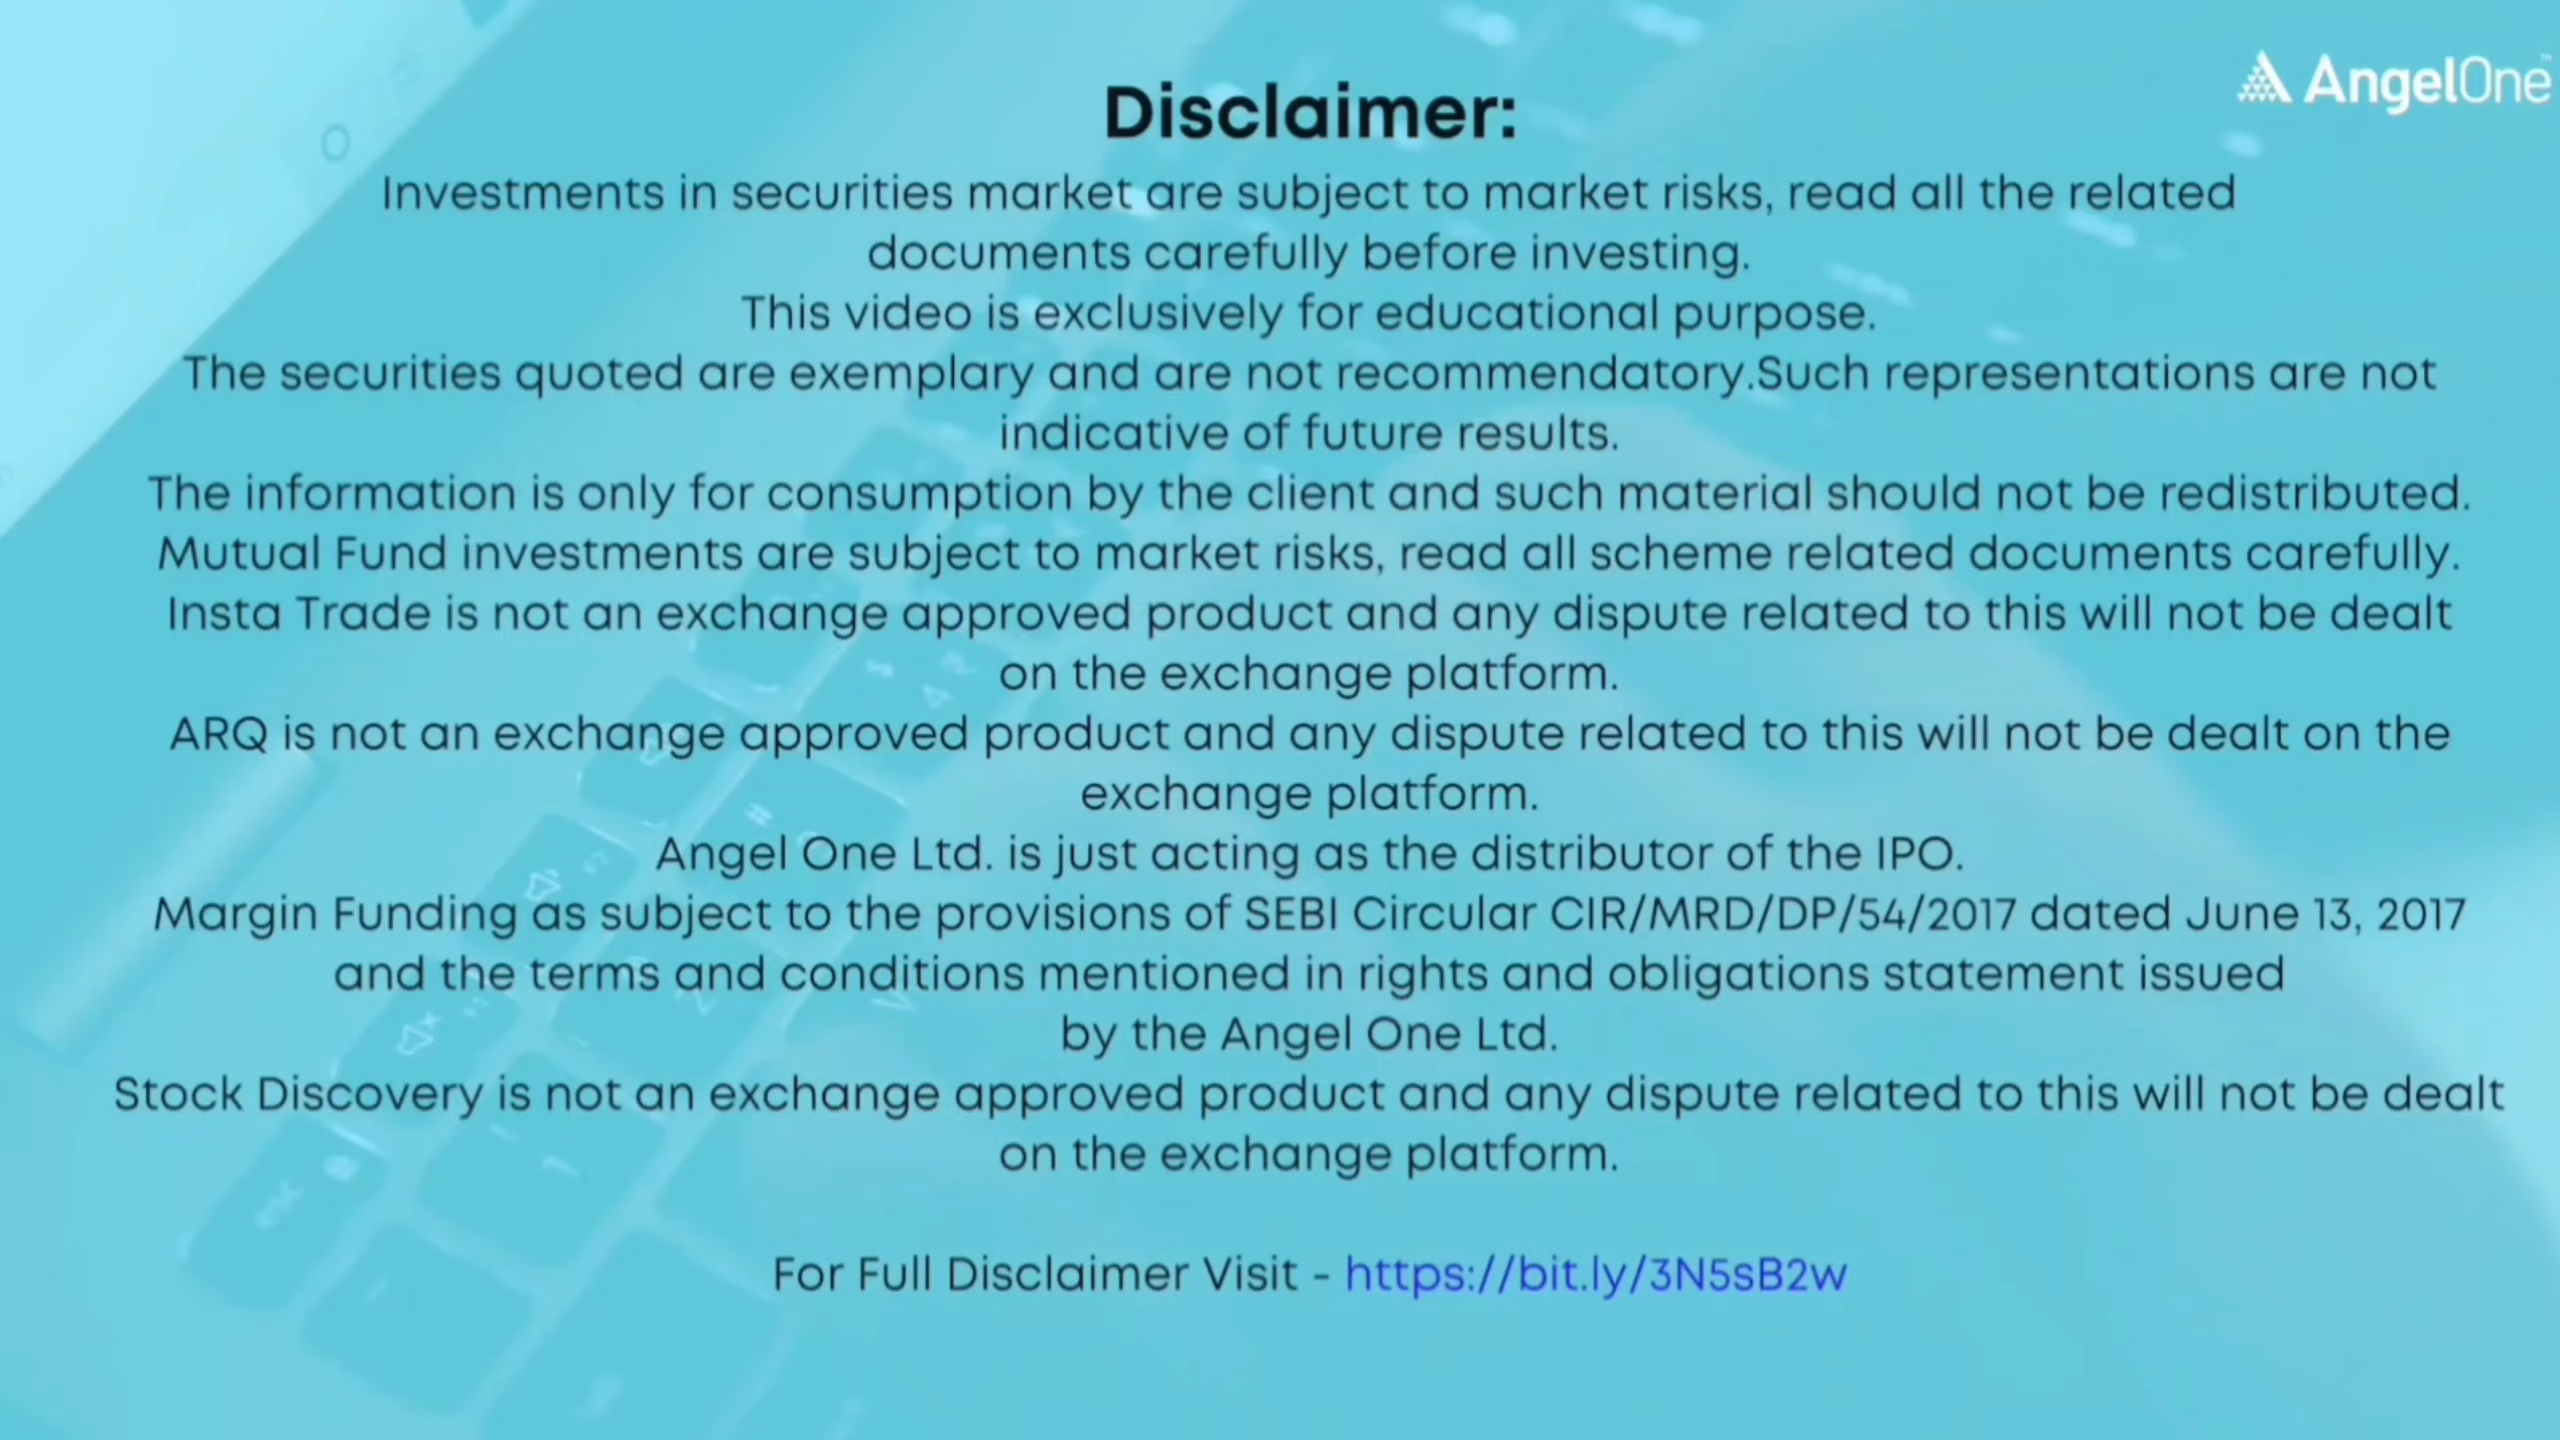 AngelOne™
Disclaimer:
Investments in securities market are subject to market risks, read all the related
documents carefully before investing.
This video is exclusively for educational purpose.
The securities quoted are exemplary and are not recommendatory.Such representations are not
indicative of future results.
The information is only for consumption by the client and such material should not be redistributed.
Mutual Fund investments are subject to market risks, read all scheme related documents carefully.
Insta Trade is not an exchange approved product and any dispute related to this will not be dealt
on the exchange platform.
ARQ is not an exchange approved product and any dispute related to this will not be dealt on the
exchange platform.
Angel One Ltd. is just acting as the distributor of the IPO.
Margin Funding as subject to the provisions of SEBI Circular CIR/MRD/DP/54/2017 dated June 13, 2017
and the terms and conditions mentioned in rights and obligations statement issued
by the Angel One Ltd.
Stock Discovery is not an exchange approved product and any dispute related to this will not be dealt
on the exchange platform.
For Full Disclaimer Visit - https://bit.ly/3N5sB2w